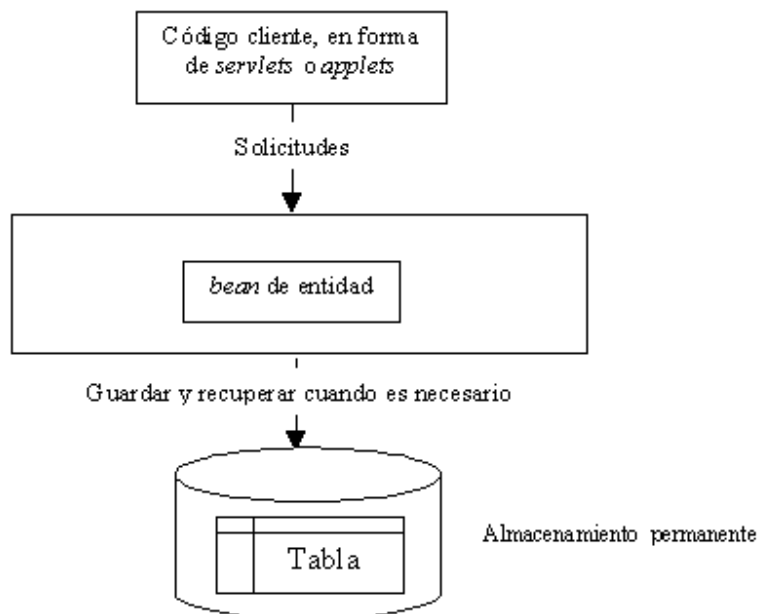 Código cliente, en forma
de servlets o applets
Solicitudes
bean de entidad
Guardar y recuperar cuando es necesario
Tabla
Almacenamiento permanente